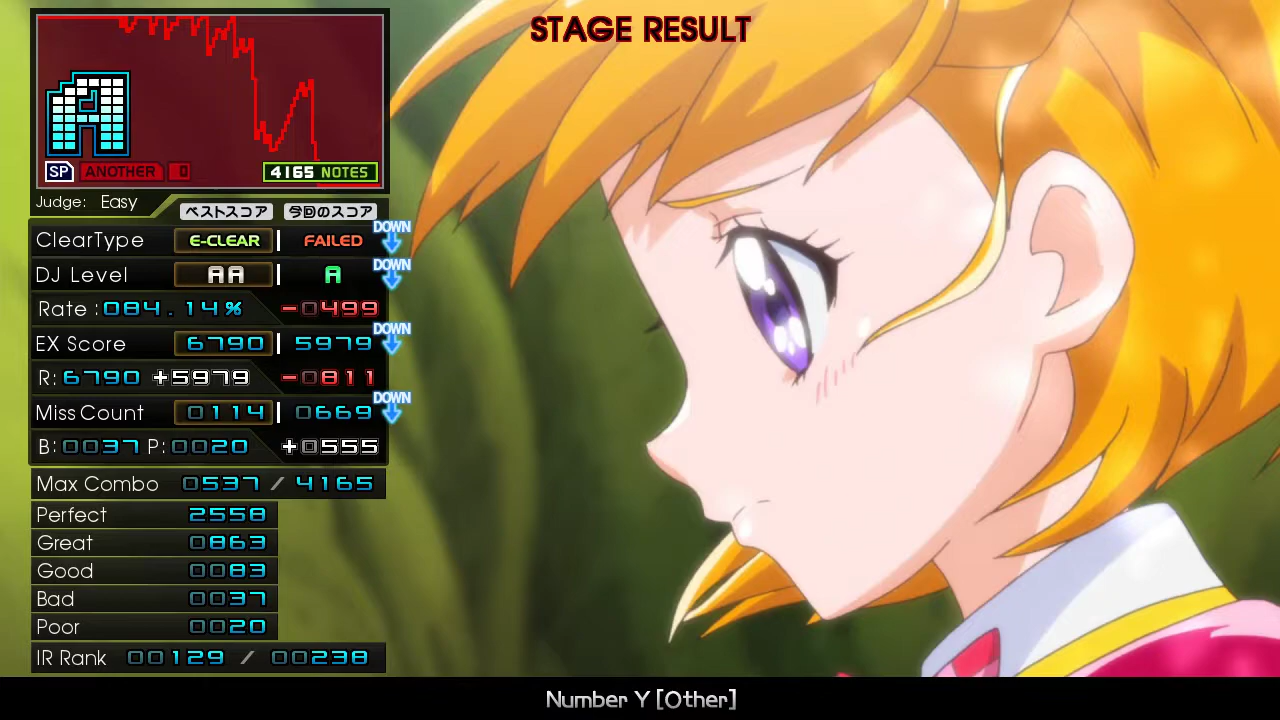 STAGE RESULT
A
SP ANOTHER 0 4165 NOTES
Judge: Easy
ベストスコア 今回のスコア
ClearType E-CLEAR FAILED DOWN
DJ Level AA A DOWN
Rate : 084.14% -0499
EX Score 6790 5979 DOWN
R: 6790 +5979 -0811
Miss Count 0114 0669 DOWN
B: 0037 P: 0020 +0555
Max Combo 0537 / 4165
Perfect 2558
Great 0863
Good 0083
Bad 0037
Poor 0020
IR Rank 00129 / 00238
Number Y [Other]